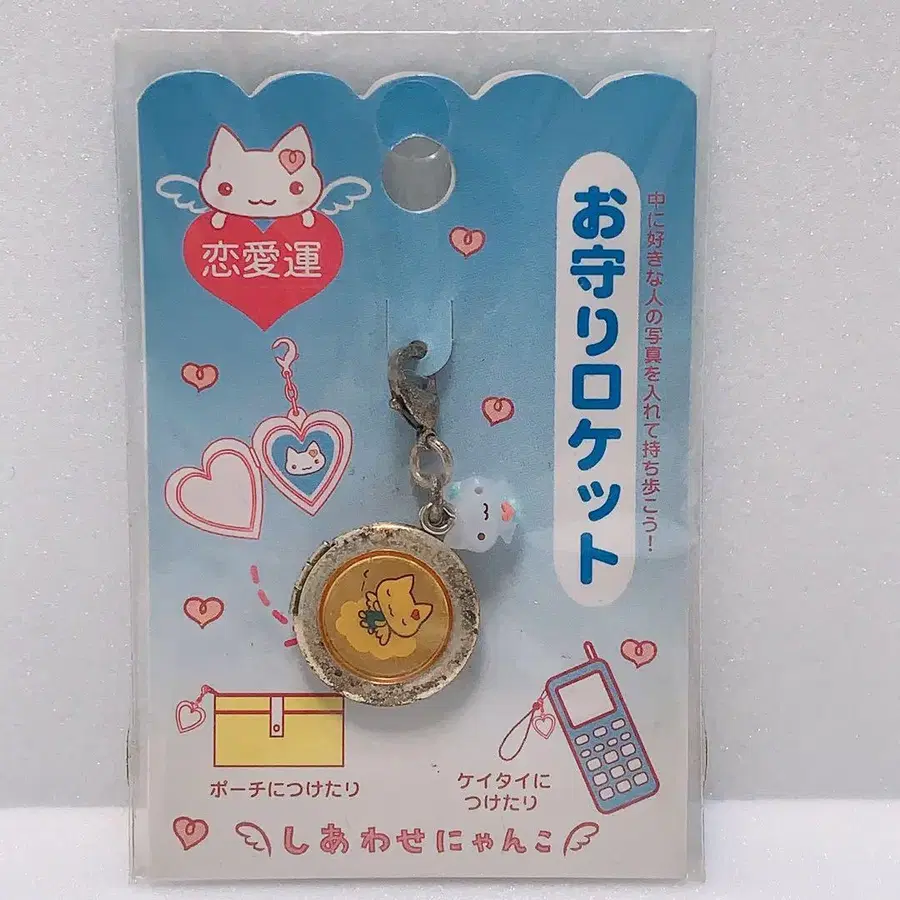 恋愛運
お守りロケット
中に好きな人の写真を入れて持ち歩こう！
ポーチにつけたり
ケイタイに
つけたり
しあわせにゃんこ